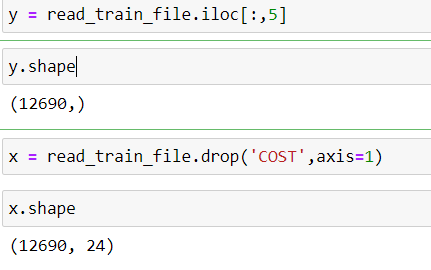 y = read_train_file.iloc[:,5]
y.shape
(12690,)
x = read_train_file.drop('COST',axis=1)
x.shape
(12690, 24)